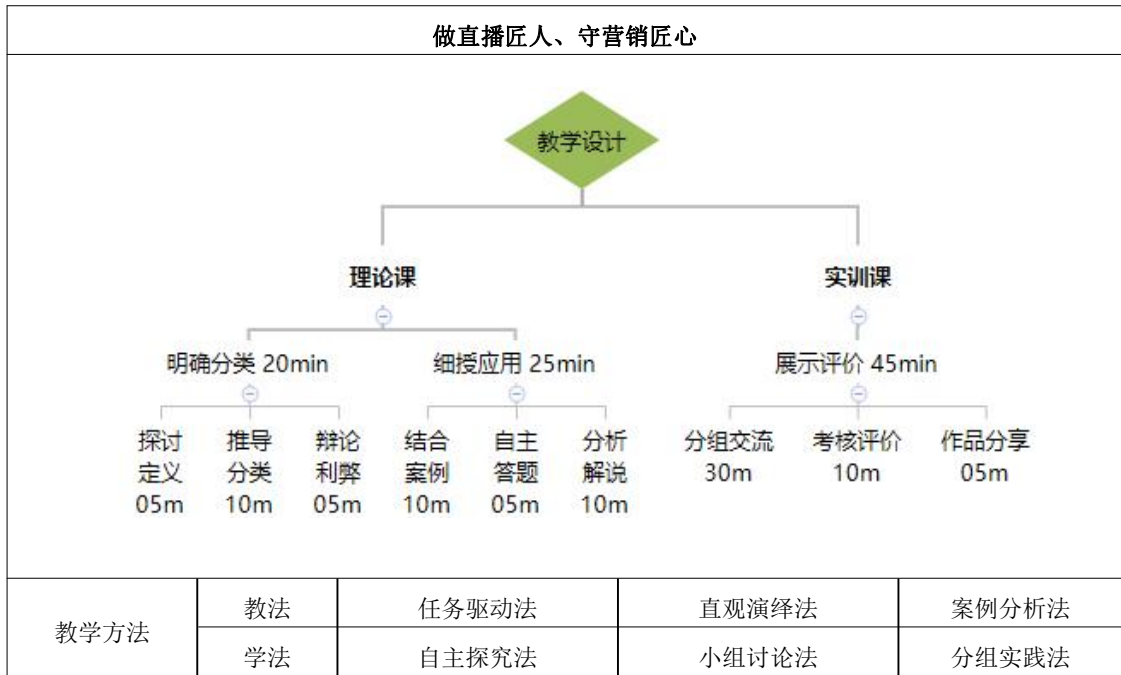 做直播匠人、守营销匠心
教学设计
理论课
实训课
明确分类 20min
细授应用 25min
展示评价 45min
探讨
定义
05m
推导
分类
10m
辩论
利弊
05m
结合
案例
10m
自主
答题
05m
分析
解说
10m
分组交流
30m
考核评价
10m
作品分享
05m
教学方法
教法
任务驱动法
直观演绎法
案例分析法
学法
自主探究法
小组讨论法
分组实践法